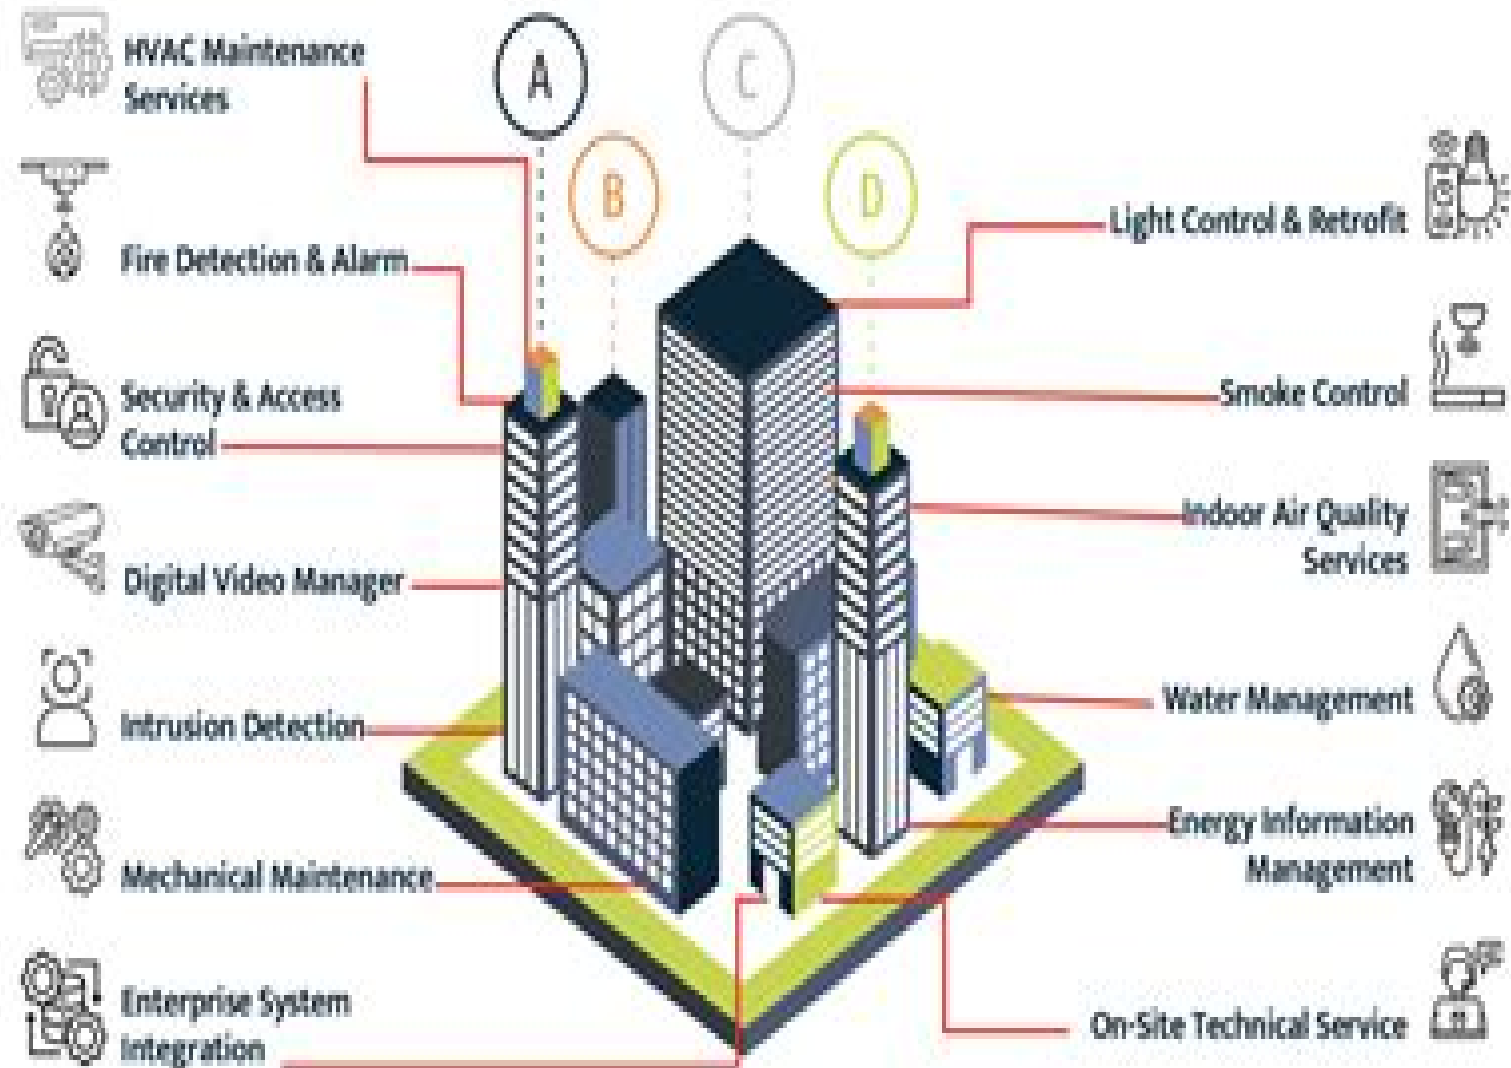 HVAC Maintenance
Services
Fire Detection & Alarm
Security & Access
Control
Digital Video Manager
Intrusion Detection
Mechanical Maintenance
Enterprise System
Integration
A
B
C
D
Light Control & Retrofit
Smoke Control
Indoor Air Quality
Services
Water Management
Energy Information
Management
On-Site Technical Service